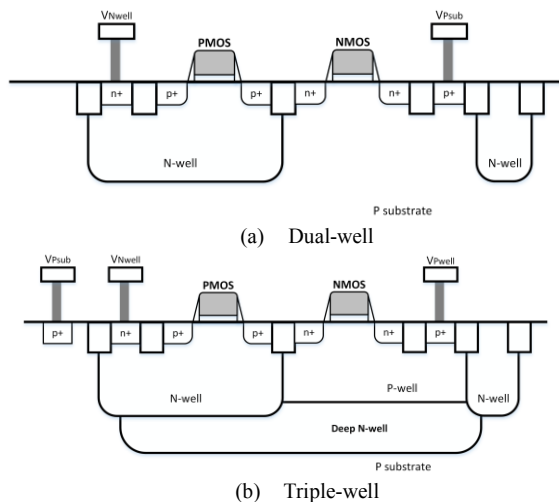 VNwell VPsub
PMOS NMOS
n+ p+ p+ n+ n+ p+
N-well N-well
P substrate
(a) Dual-well
VPsub VNwell VPwell
PMOS NMOS
p+ n+ p+ p+ n+ n+ p+
P-well
N-well N-well
Deep N-well
P substrate
(b) Triple-well